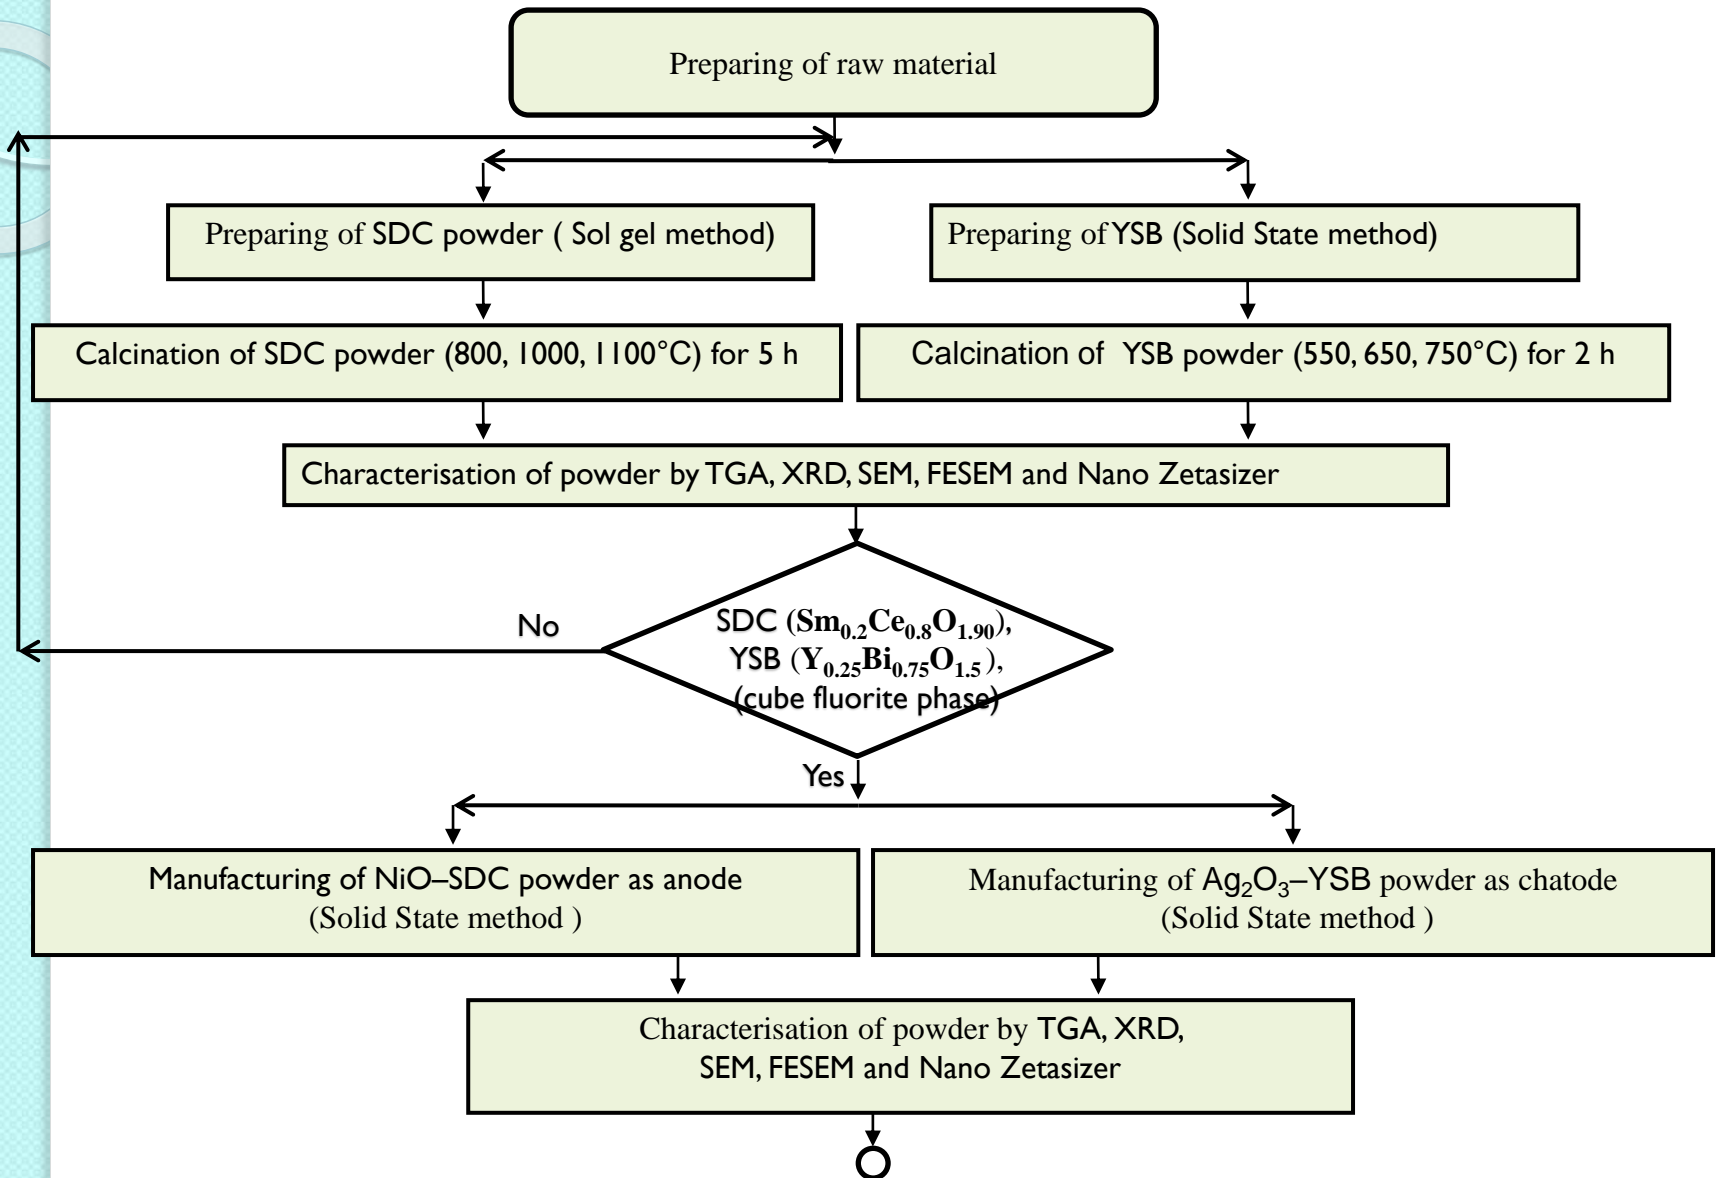 Preparing of raw material
Preparing of SDC powder ( Sol gel method)
Preparing of YSB (Solid State method)
Calcination of SDC powder (800, 1000, 1100°C) for 5 h
Calcination of YSB powder (550, 650, 750°C) for 2 h
Characterisation of powder by TGA, XRD, SEM, FESEM and Nano Zetasizer
No
SDC (Sm₀.₂Ce₀.₈O₁.₉₀),
YSB (Y₀.₂₅Bi₀.₇₅O₁.₅ ),
(cube fluorite phase)
Yes
Manufacturing of NiO–SDC powder as anode
(Solid State method )
Manufacturing of Ag₂O₃–YSB powder as chatode
(Solid State method )
Characterisation of powder by TGA, XRD,
SEM, FESEM and Nano Zetasizer